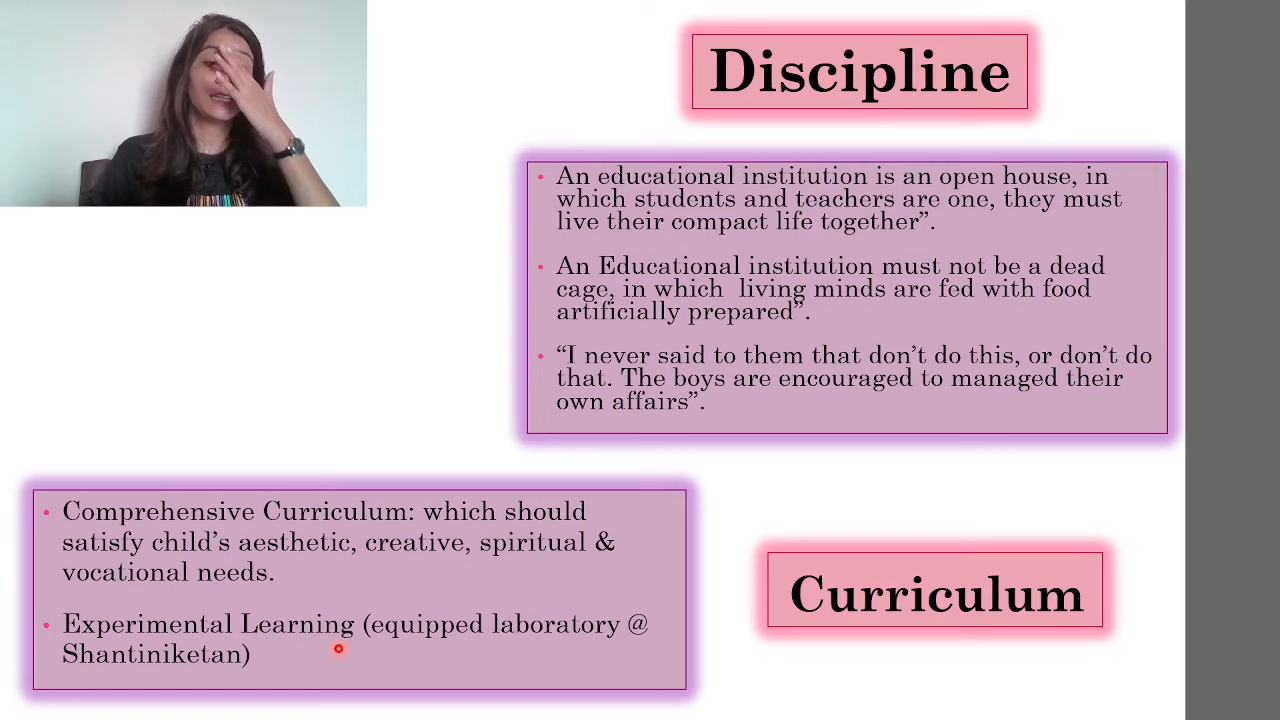 Discipline
• An educational institution is an open house, in
which students and teachers are one, they must
live their compact life together”.
• An Educational institution must not be a dead
cage, in which living minds are fed with food
artificially prepared”.
• “I never said to them that don’t do this, or don’t do
that. The boys are encouraged to managed their
own affairs”.
• Comprehensive Curriculum: which should
satisfy child’s aesthetic, creative, spiritual &
vocational needs.
• Experimental Learning (equipped laboratory @
Shantiniketan)
Curriculum